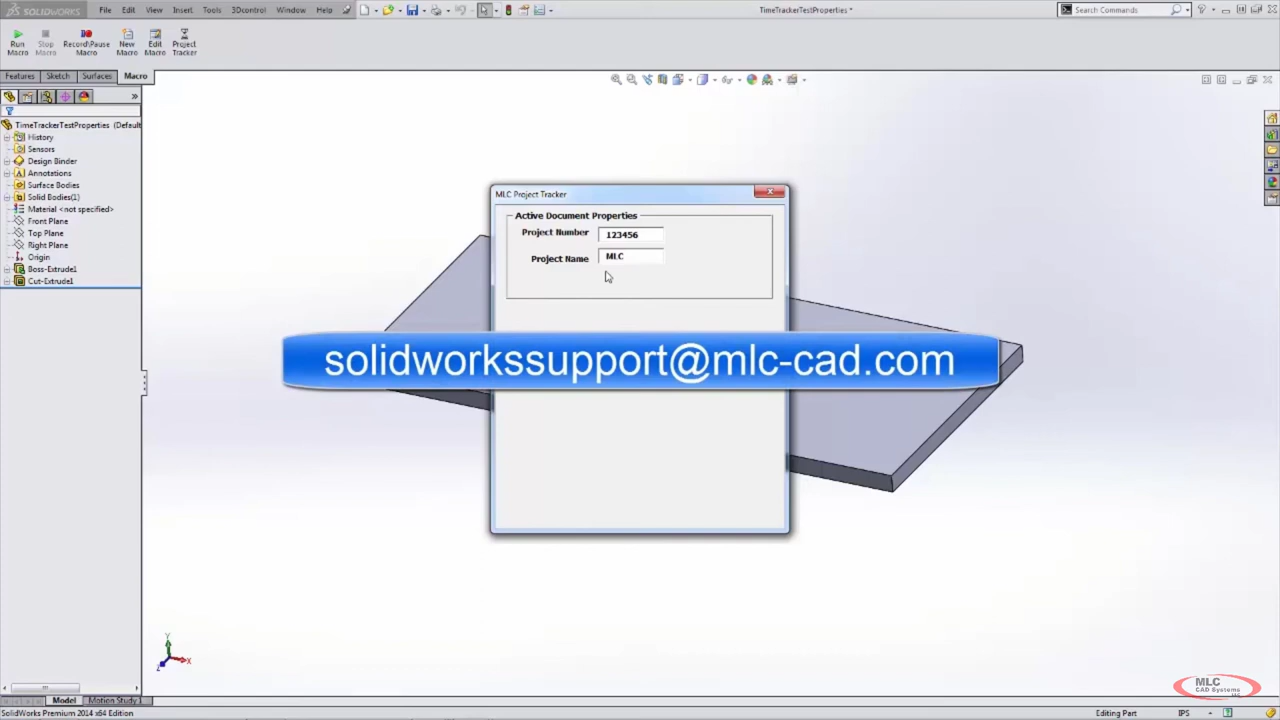 SOLIDWORKS File Edit View Insert Tools 3Dcontrol Window Help TimeTrackerTestProperties * Search Commands
Run Macro
Stop Macro
Record\Pause Macro
New Macro
Edit Macro
Project Tracker
Features Sketch Surfaces Macro
TimeTrackerTestProperties (Default
History
Sensors
Design Binder
Annotations
Surface Bodies
Solid Bodies(1)
Material <not specified>
Front Plane
Top Plane
Right Plane
Origin
Boss-Extrude1
Cut-Extrude1
MLC Project Tracker
Active Document Properties
Project Number 123456
Project Name MLC
solidworkssupport@mlc-cad.com
Y
X
Z
MLC
CAD Systems
LLC
Model Motion Study 1
SolidWorks Premium 2014 x64 Edition Editing Part IPS